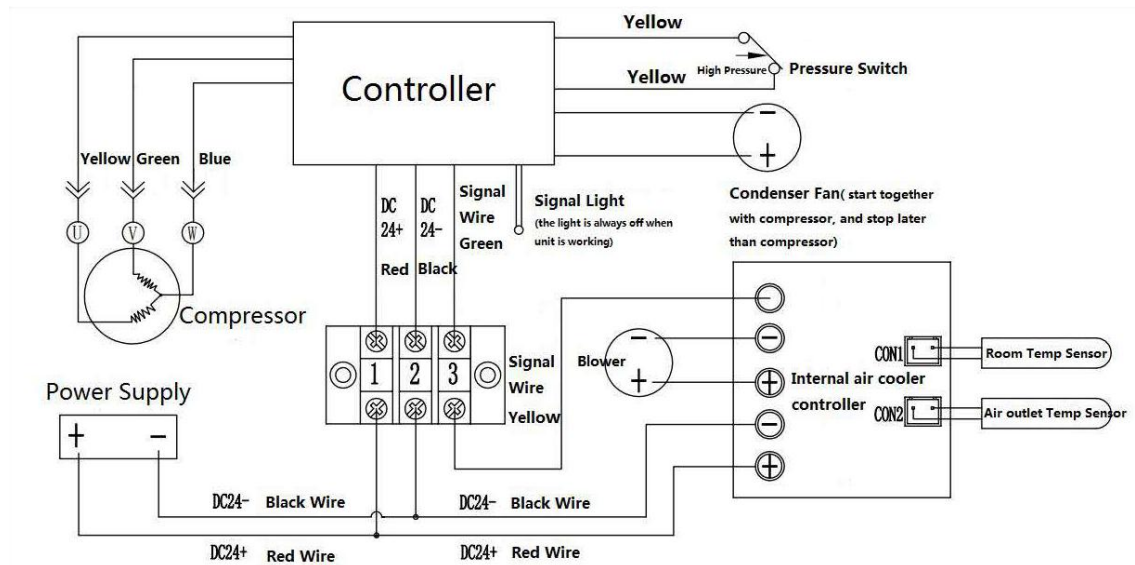 Yellow
Controller
High Pressure
Pressure Switch
Yellow
−
+
Yellow Green Blue
U V W
Compressor
DC 24+
DC 24-
Signal
Wire
Green
Red Black
Signal Light
(the light is always off when
unit is working)
Condenser Fan( start together
with compressor, and stop later
than compressor)
1 2 3
Signal
Wire
Yellow
Blower
−
+
−
+
−
+
Internal air cooler
controller
CON1
Room Temp Sensor
CON2
Air outlet Temp Sensor
Power Supply
+ −
DC24- Black Wire
DC24- Black Wire
DC24+ Red Wire
DC24+ Red Wire